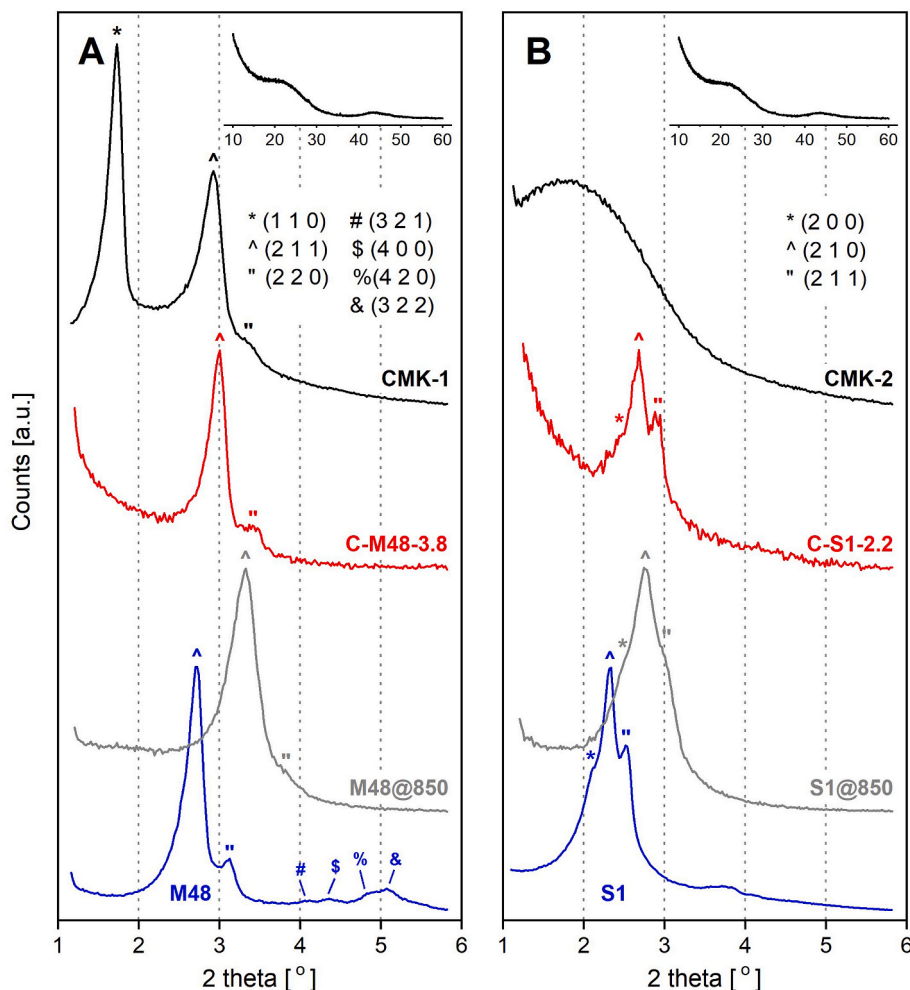 A
*
10 20 30 40 50 60
^
* (1 1 0) # (3 2 1)
^ (2 1 1) $ (4 0 0)
" (2 2 0) % (4 2 0)
& (3 2 2)
"
CMK-1
^
"
C-M48-3.8
^
"
M48@850
^
"
# $ % &
M48
1 2 3 4 5 6
2 theta [ ° ]
Counts [a.u.]
B
10 20 30 40 50 60
* (2 0 0)
^ (2 1 0)
" (2 1 1)
CMK-2
^
* "
C-S1-2.2
^
* "
S1@850
^
* "
S1
1 2 3 4 5 6
2 theta [ ° ]